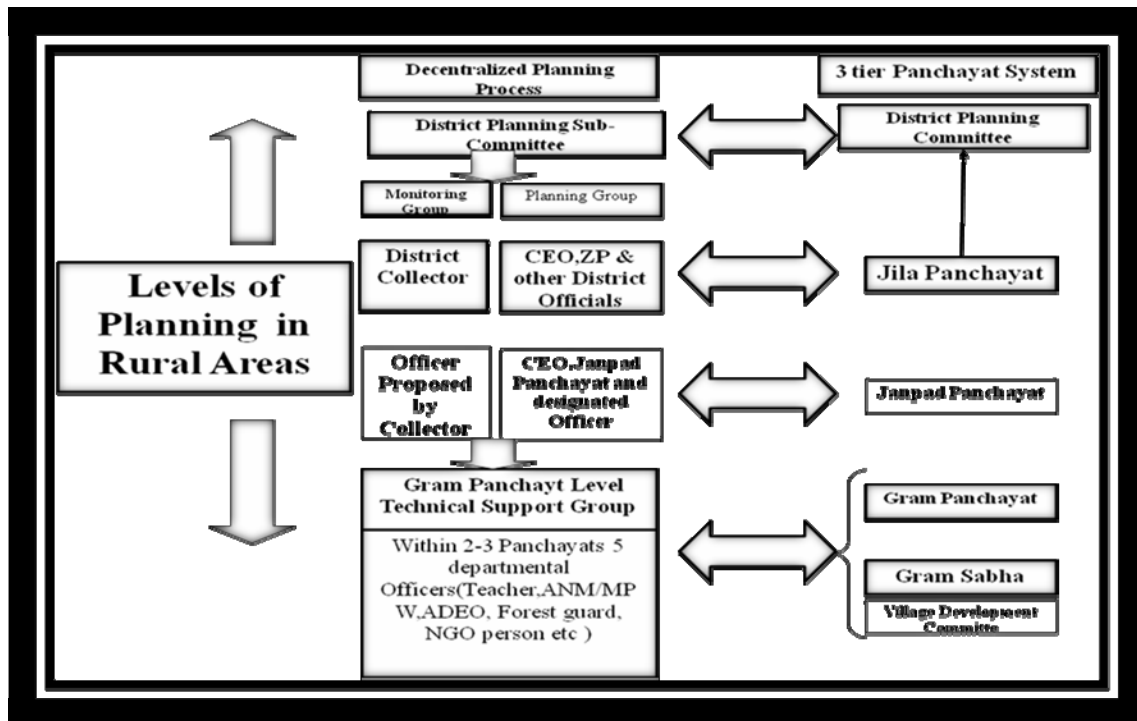 Decentralized Planning
Process
3 tier Panchayat System
District Planning Sub-
Committee
District Planning
Committee
Monitoring
Group
Planning Group
Levels of
Planning in
Rural Areas
District
Collector
CEO,ZP &
other District
Officials
Jila Panchayat
Officer
Proposed
by
Collector
CEO,Janpad
Panchayat and
designated
Officer
Janpad Panchayat
Gram Panchayt Level
Technical Support Group
Within 2-3 Panchayats 5
departmental
Officers(Teacher,ANM/MP
W,ADEO, Forest guard,
NGO person etc )
Gram Panchayat
Gram Sabha
Village Development
Committe